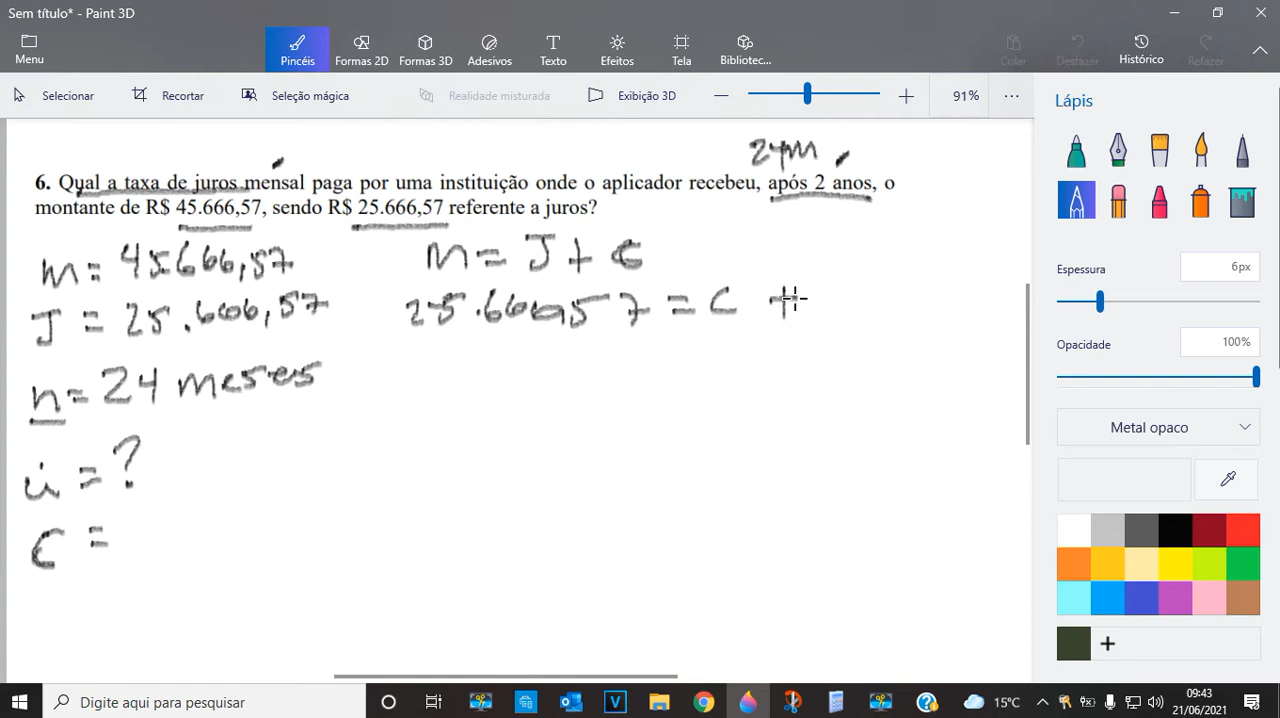 Sem título* - Paint 3D
Menu
Pincéis
Formas 2D
Formas 3D
Adesivos
Texto
Efeitos
Tela
Bibliotec...
Colar
Desfazer
Histórico
Refazer
Selecionar
Recortar
Seleção mágica
Realidade misturada
Exibição 3D
91%
Lápis
Espessura
6px
Opacidade
100%
Metal opaco
24M
6. Qual a taxa de juros mensal paga por uma instituição onde o aplicador recebeu, após 2 anos, o
montante de R$ 45.666,57, sendo R$ 25.666,57 referente a juros?
M = 45.666,57
M = J + C
J = 25.666,57
25.666,57 = C +
n = 24 meses
i = ?
C =
Digite aqui para pesquisar
15°C
09:43
21/06/2021